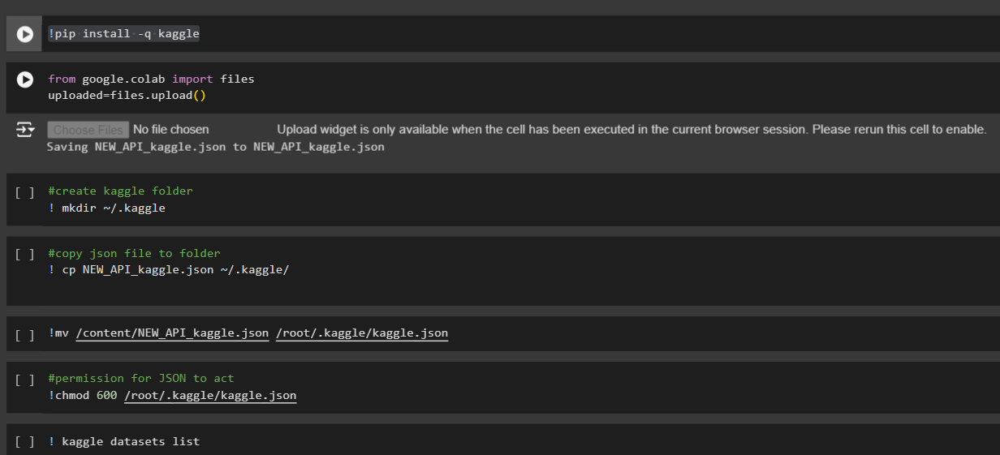 !pip install -q kaggle
from google.colab import files
uploaded=files.upload()
Choose Files No file chosen Upload widget is only available when the cell has been executed in the current browser session. Please rerun this cell to enable.
Saving NEW_API_kaggle.json to NEW_API_kaggle.json
[ ] #create kaggle folder
! mkdir ~/.kaggle
[ ] #copy json file to folder
! cp NEW_API_kaggle.json ~/.kaggle/
[ ] !mv /content/NEW_API_kaggle.json /root/.kaggle/kaggle.json
[ ] #permission for JSON to act
!chmod 600 /root/.kaggle/kaggle.json
[ ] ! kaggle datasets list